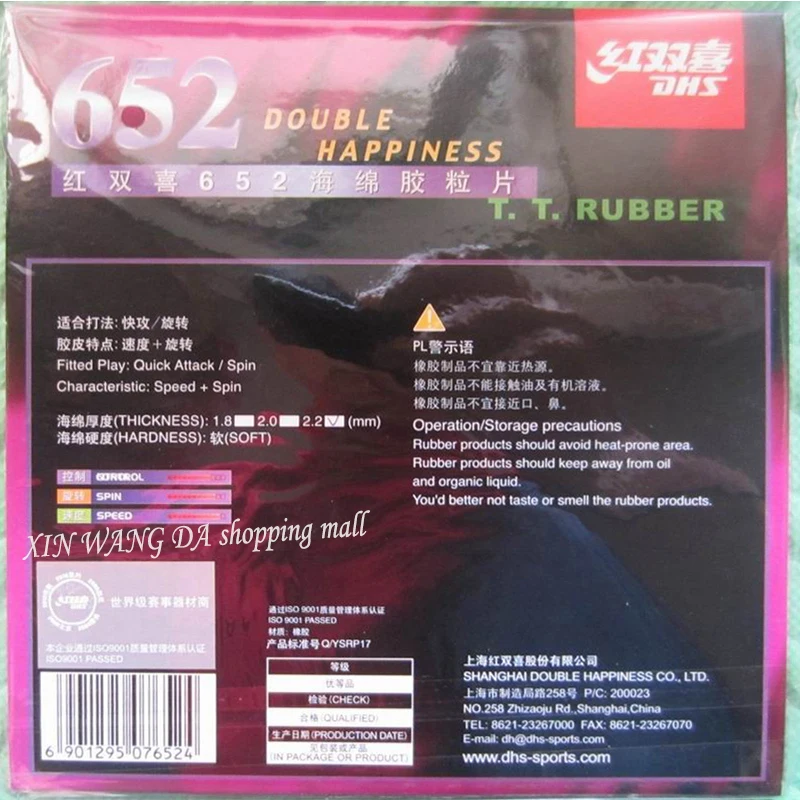 652
DOUBLE
HAPPINESS
红双喜652海绵胶粒片
T. T. RUBBER
红双喜
DHS
适合打法: 快攻/旋转
胶皮特点: 速度+旋转
Fitted Play: Quick Attack / Spin
Characteristic: Speed + Spin
海绵厚度(THICKNESS): 1.8 2.0 2.2 (mm)
海绵硬度(HARDNESS): 软(SOFT)
控制 CONTROL
旋转 SPIN
速度 SPEED
XIN WANG DA shopping mall
PL警示语
橡胶制品不宜靠近热源。
橡胶制品不能接触油及有机溶液。
橡胶制品不宜接近口、鼻。
Operation/Storage precautions
Rubber products should avoid heat-prone area.
Rubber products should keep away from oil
and organic liquid.
You'd better not taste or smell the rubber products.
世界级赛事器材商
DHS
本企业通过ISO9001质量管理体系认证
ISO9001 PASSED
6 901295 076524
通过ISO 9001质量管理体系认证
ISO 9001 PASSED
材质: 橡胶
产品标准号Q/YSRP17
等级
优等品
检验(CHECK)
合格(QUALIFIED)
生产日期(PRODUCTION DATE)
见包装或产品
(IN PACKAGE OR PRODUCT)
上海红双喜股份有限公司
SHANGHAI DOUBLE HAPPINESS CO., LTD.
上海市制造局路258号 P/C: 200023
NO.258 Zhizaoju Rd.,Shanghai,China
TEL: 8621-23267000 FAX: 8621-23267070
E-mail: dh@dhs-sports.com
www.dhs-sports.com